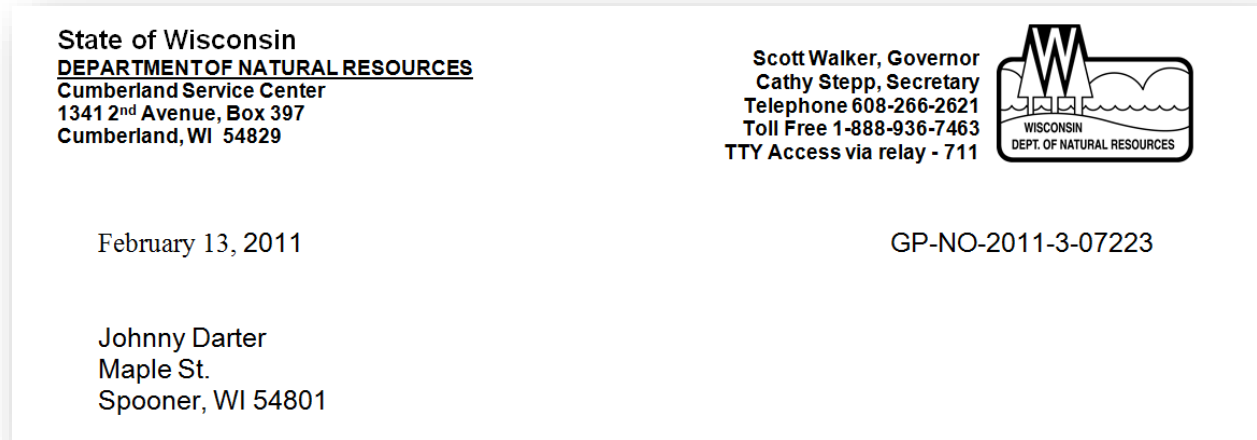 State of Wisconsin
DEPARTMENT OF NATURAL RESOURCES
Cumberland Service Center
1341 2nd Avenue, Box 397
Cumberland, WI 54829
Scott Walker, Governor
Cathy Stepp, Secretary
Telephone 608-266-2621
Toll Free 1-888-936-7463
TTY Access via relay - 711
W
WISCONSIN
DEPT. OF NATURAL RESOURCES
February 13, 2011
GP-NO-2011-3-07223
Johnny Darter
Maple St.
Spooner, WI 54801